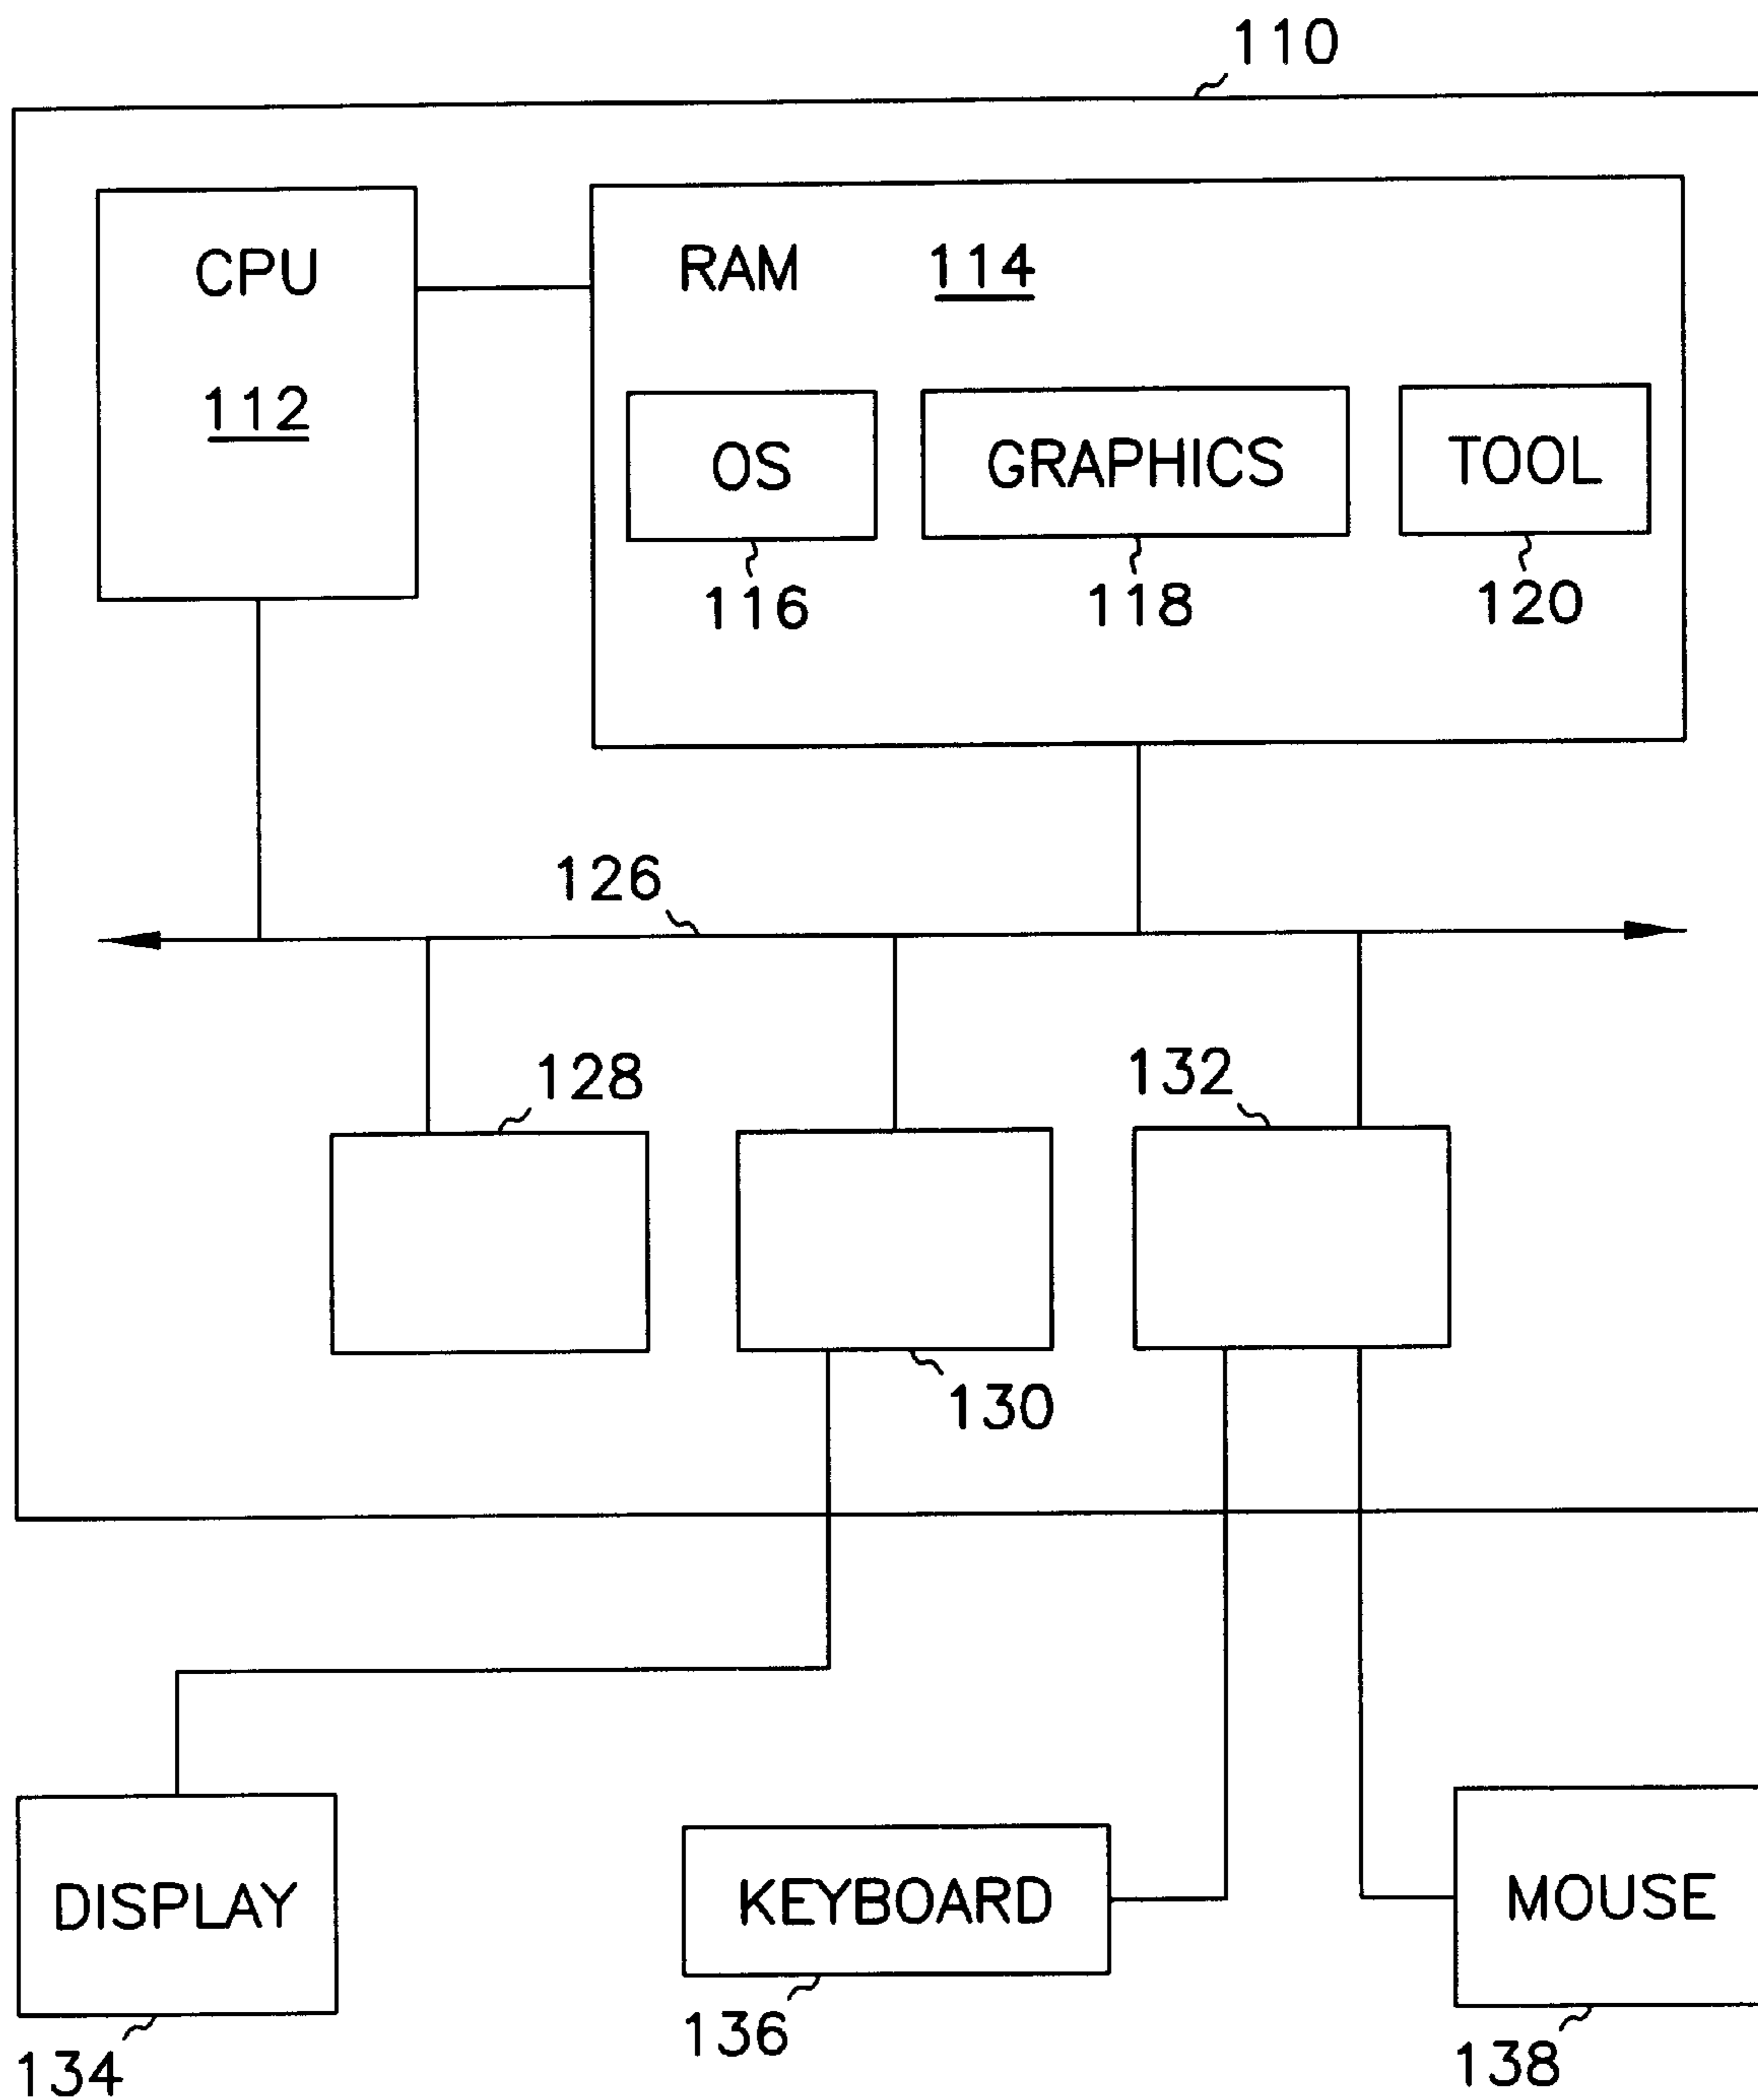 110
CPU
112
RAM 114
OS
GRAPHICS
TOOL
116
118
120
126
128
132
130
DISPLAY
KEYBOARD
MOUSE
134
136
138